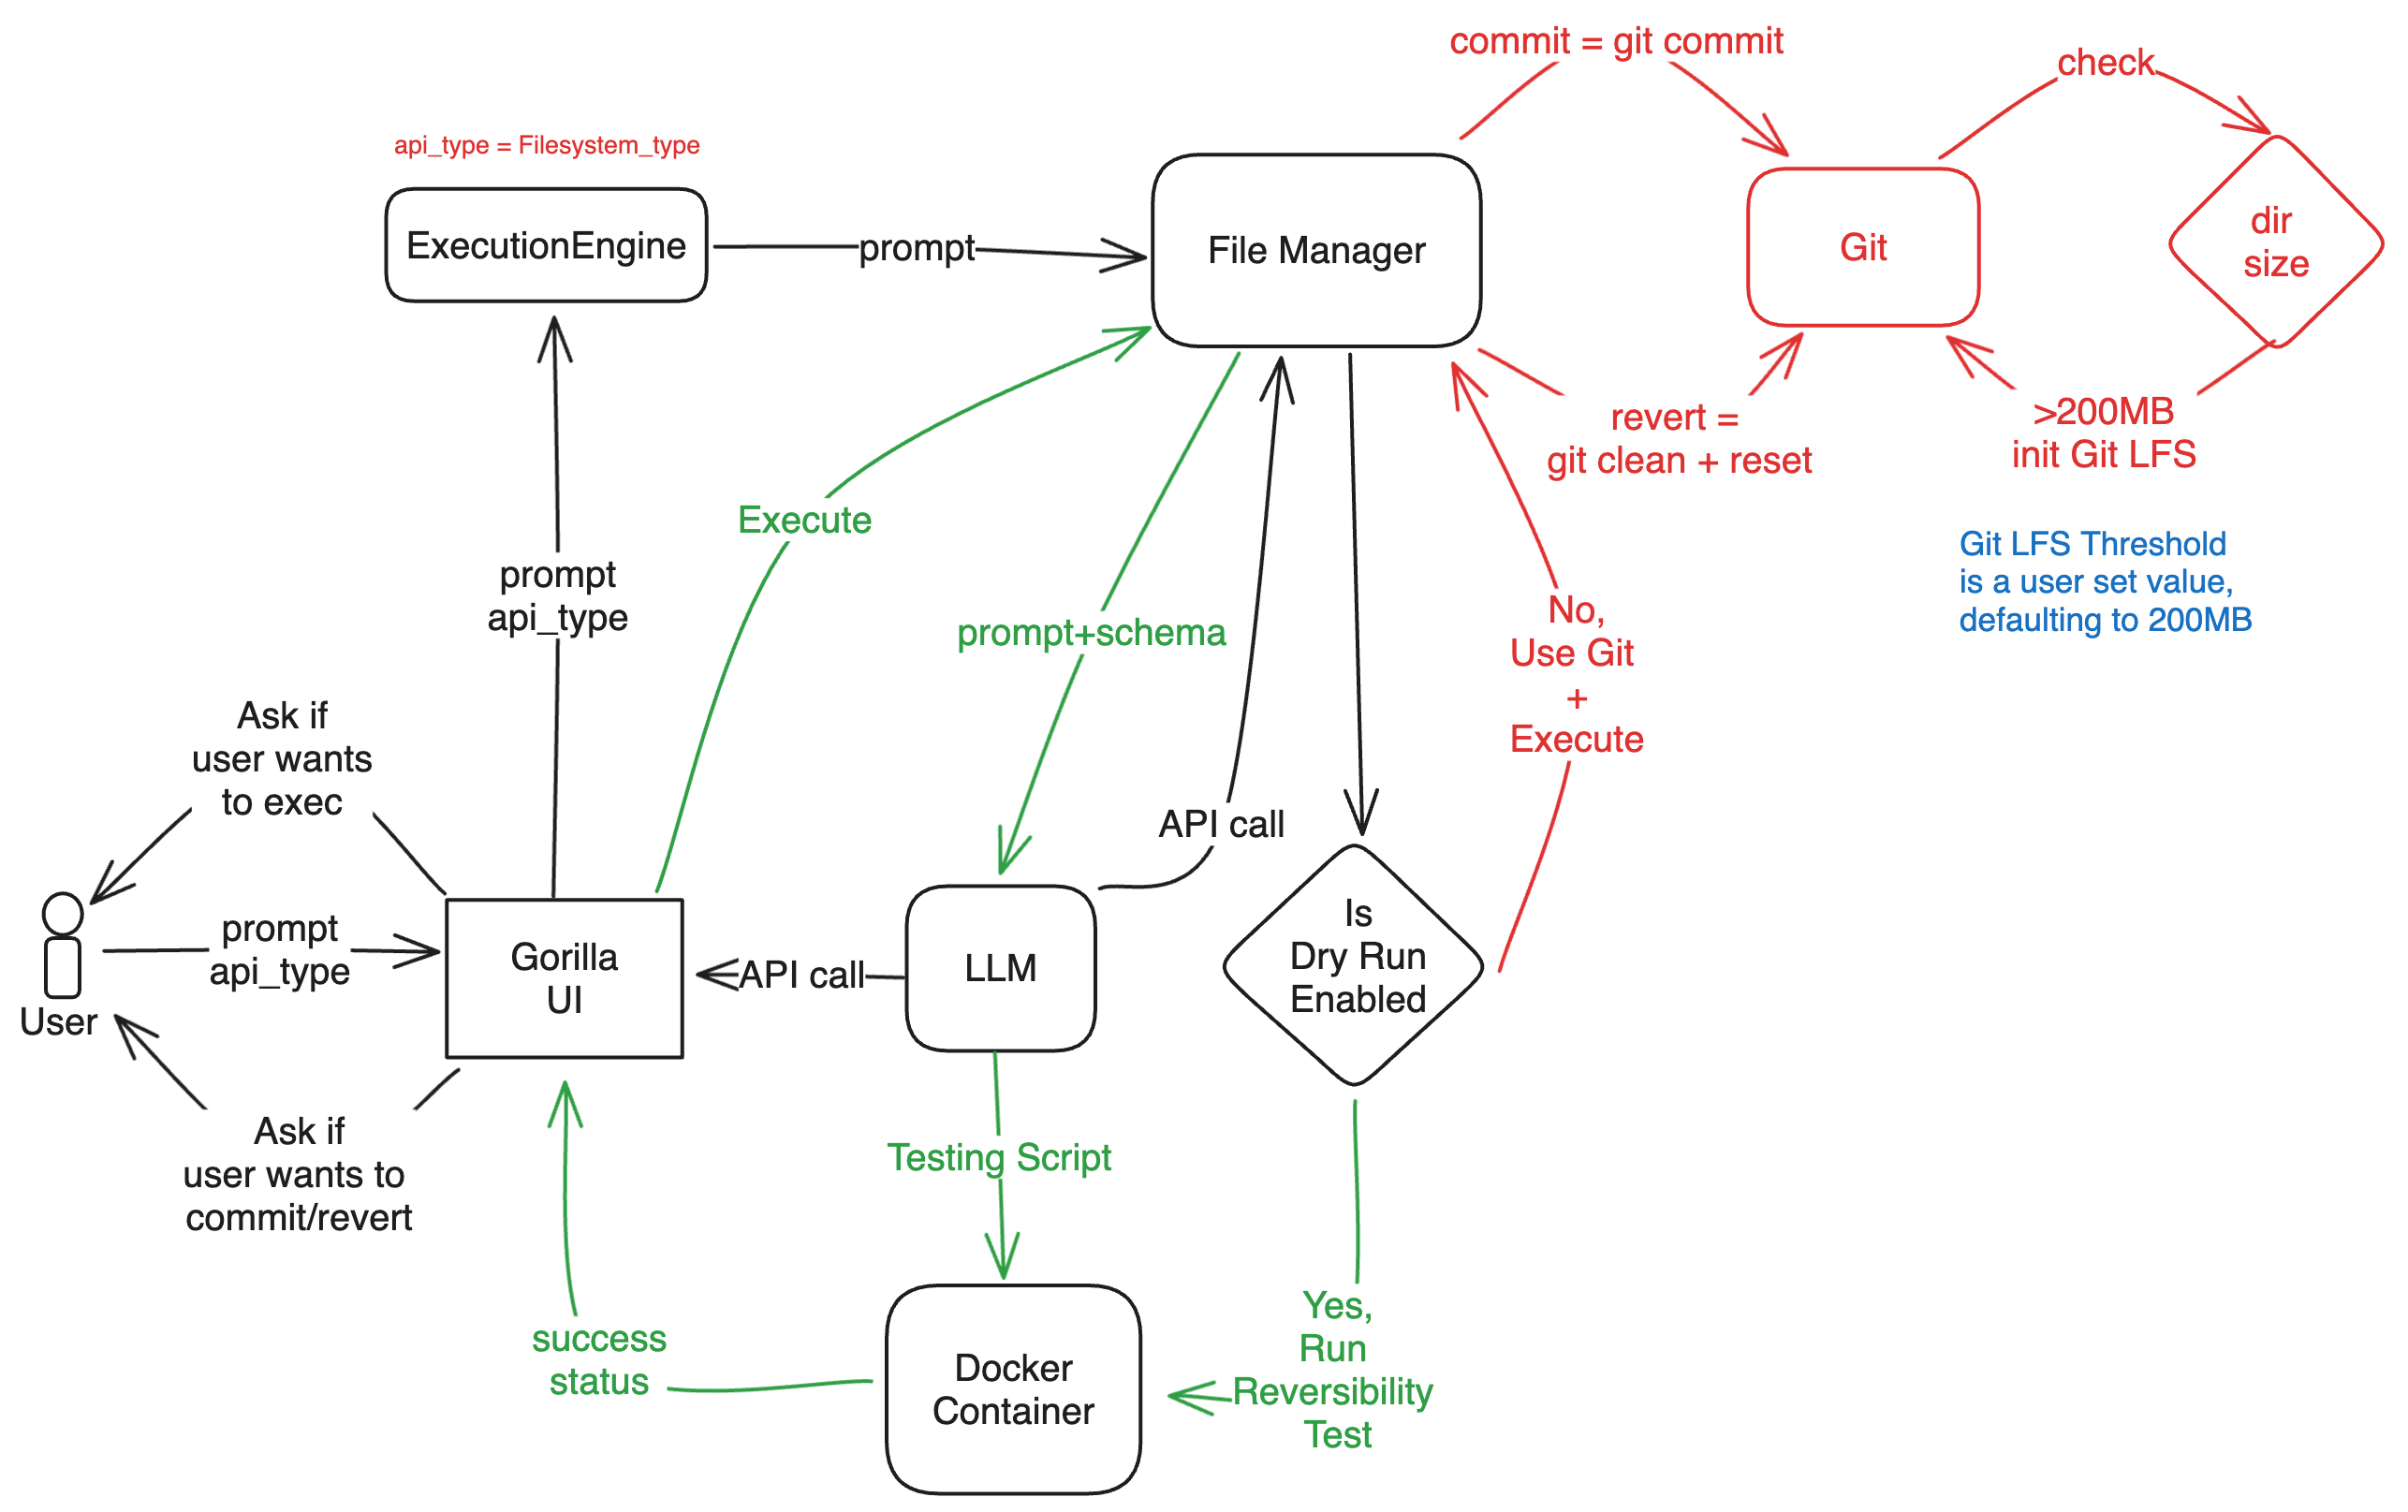 commit = git commit
check
api_type = Filesystem_type
ExecutionEngine
prompt
File Manager
Git
dir
size
revert =
git clean + reset
>200MB
init Git LFS
Execute
Git LFS Threshold
is a user set value,
defaulting to 200MB
prompt
api_type
prompt+schema
No,
Use Git
+
Execute
Ask if
user wants
to exec
API call
prompt
api_type
User
Gorilla
UI
API call
LLM
Is
Dry Run
Enabled
Ask if
user wants to
commit/revert
Testing Script
success
status
Docker
Container
Yes,
Run
Reversibility
Test